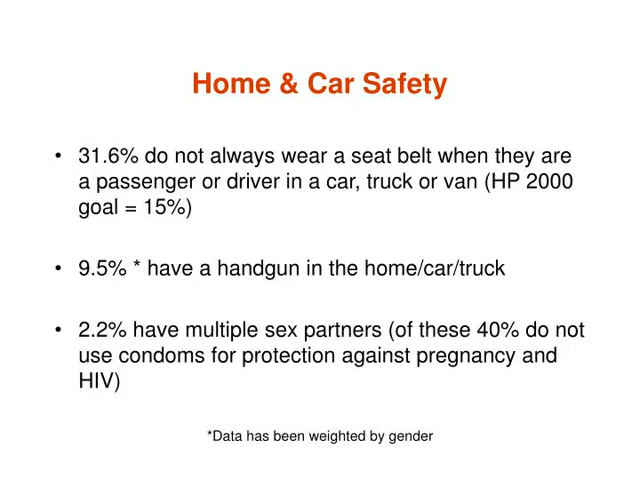 Home & Car Safety
• 31.6% do not always wear a seat belt when they are
a passenger or driver in a car, truck or van (HP 2000
goal = 15%)
• 9.5% * have a handgun in the home/car/truck
• 2.2% have multiple sex partners (of these 40% do not
use condoms for protection against pregnancy and
HIV)
*Data has been weighted by gender